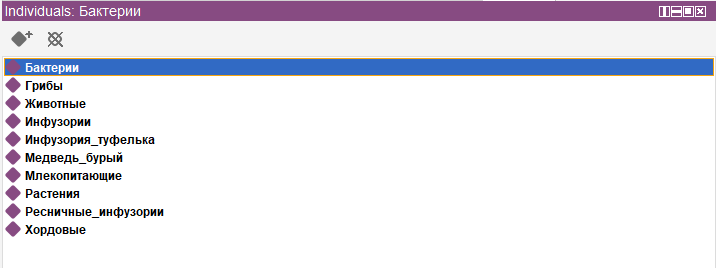 Individuals: Бактерии
Бактерии
Грибы
Животные
Инфузории
Инфузория_туфелька
Медведь_бурый
Млекопитающие
Растения
Ресничные_инфузории
Хордовые